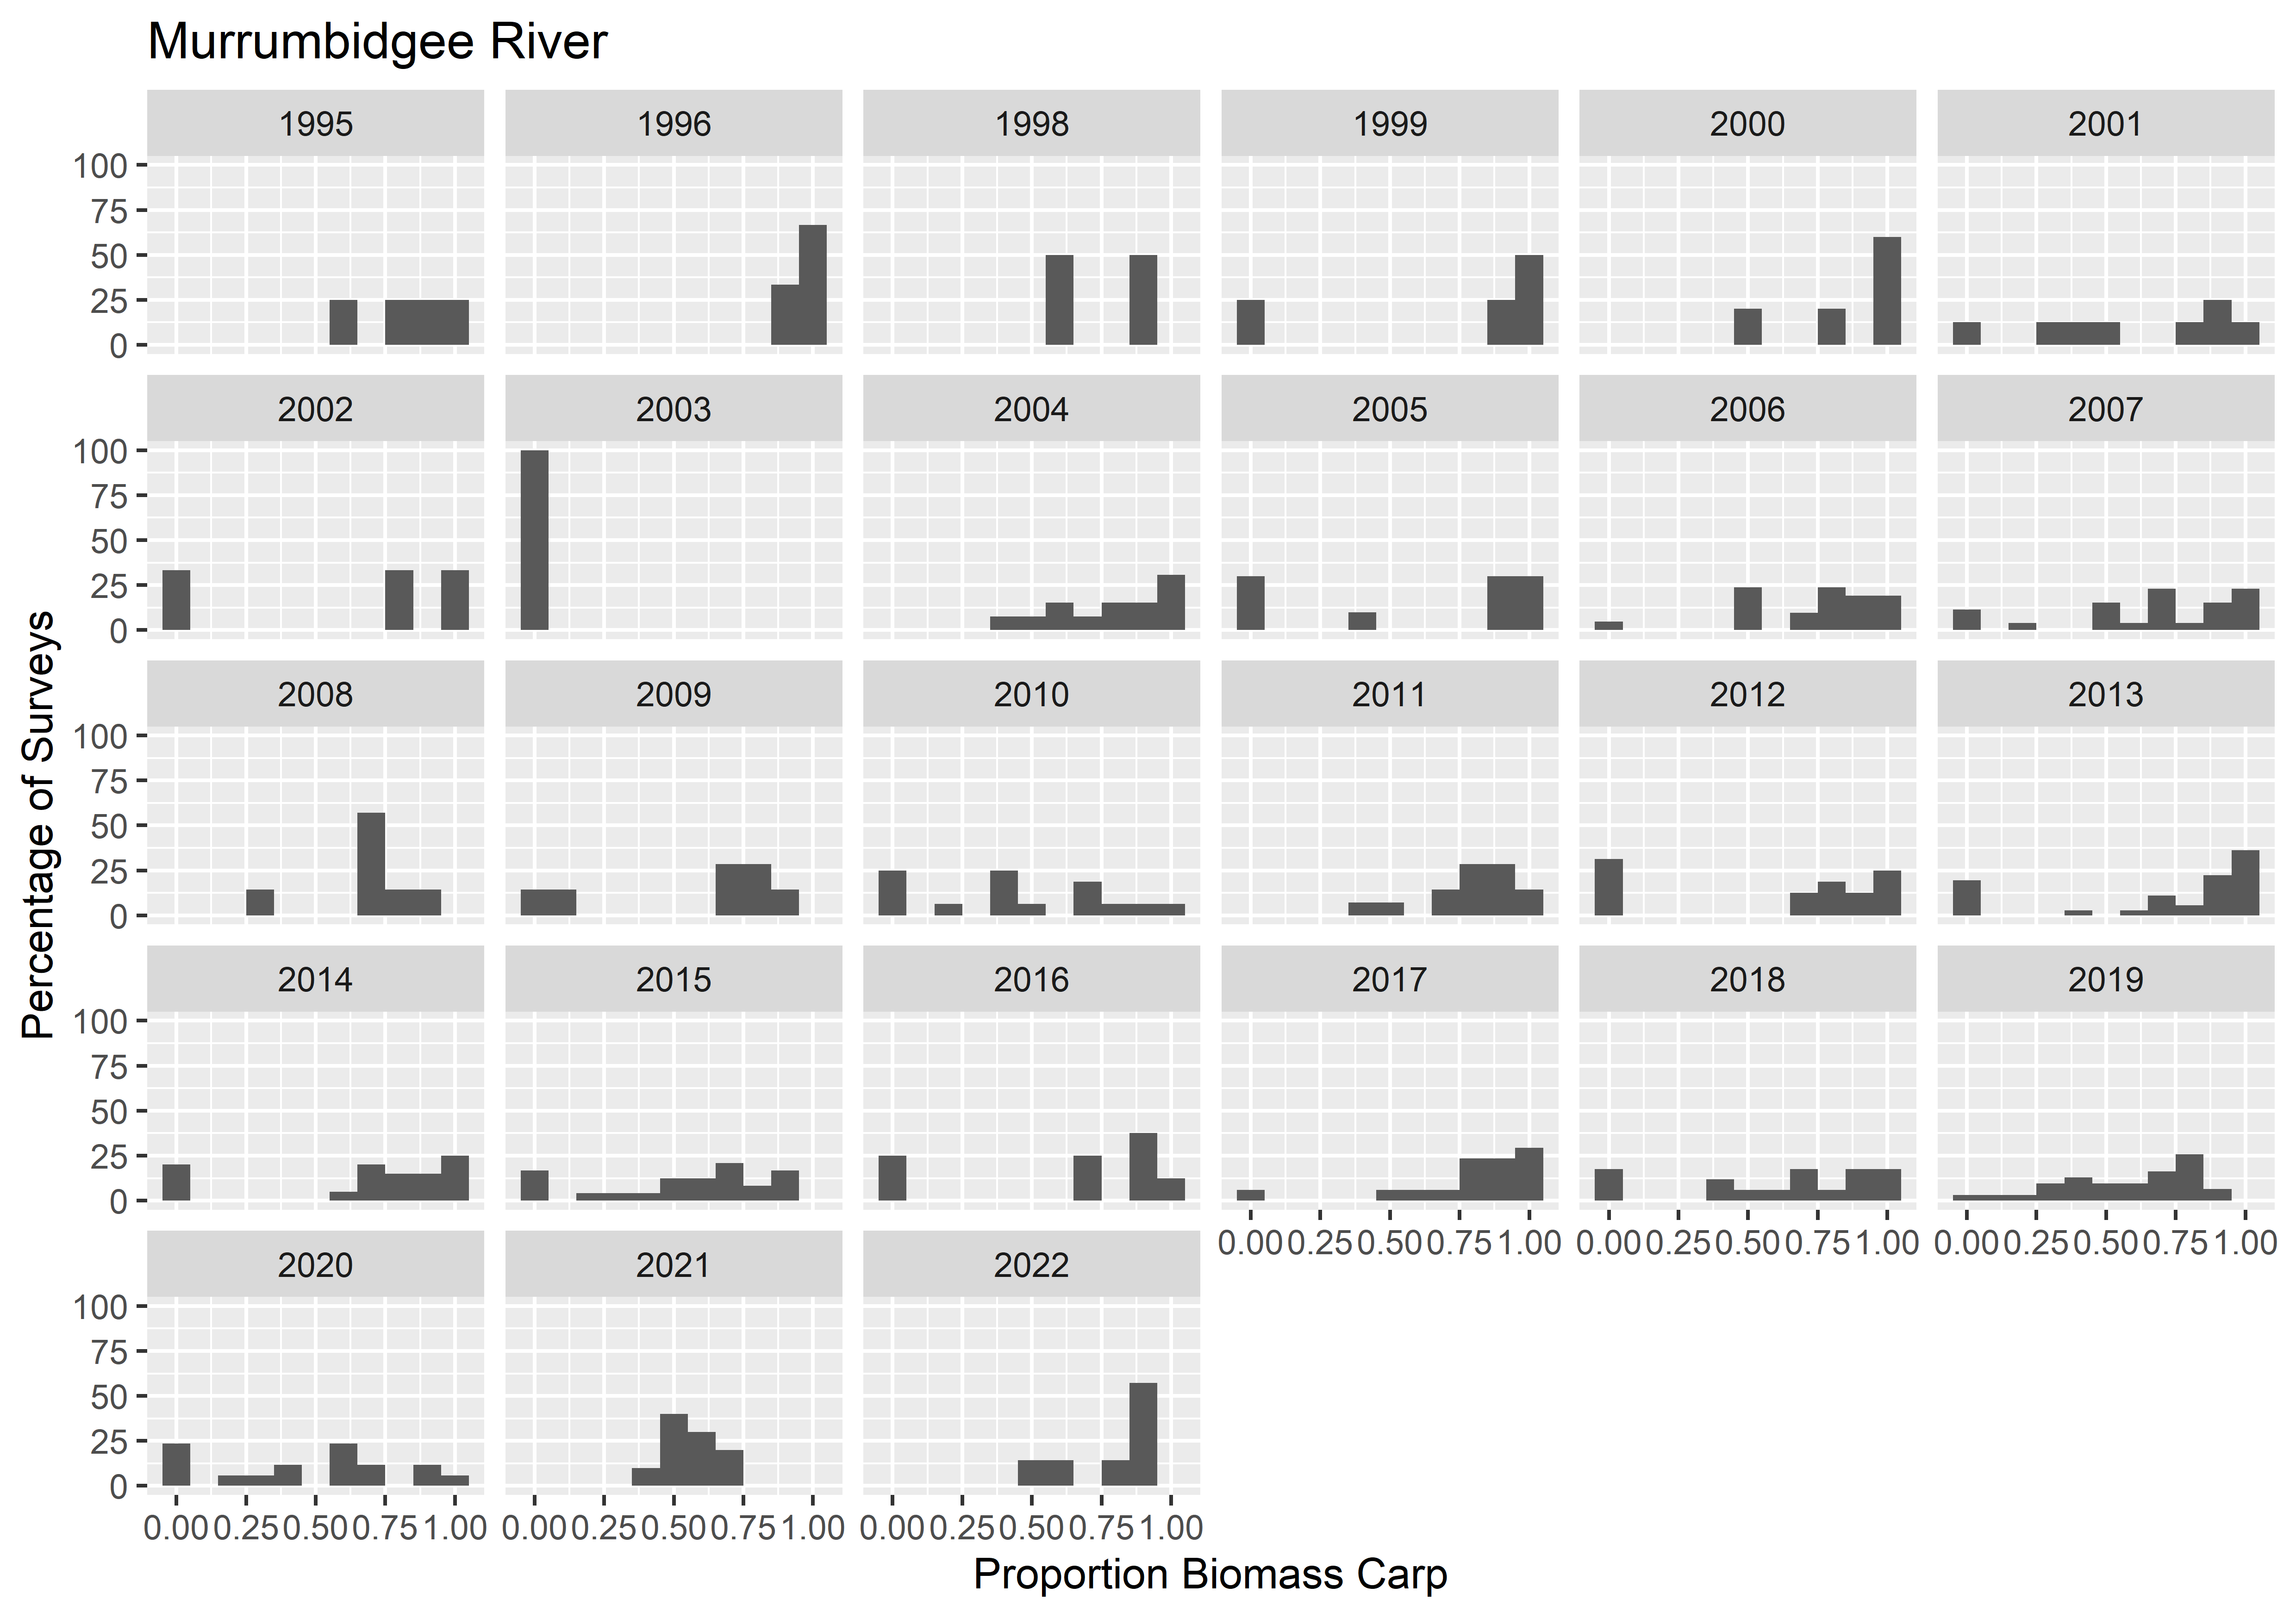 Murrumbidgee River
1995 1996 1998 1999 2000 2001
100
75
50
25
0
2002 2003 2004 2005 2006 2007
100
75
50
25
0
2008 2009 2010 2011 2012 2013
100
75
50
25
0
2014 2015 2016 2017 2018 2019
100
75
50
25
0
0.00 0.25 0.50 0.75 1.00 0.00 0.25 0.50 0.75 1.00 0.00 0.25 0.50 0.75 1.00
2020 2021 2022
100
75
50
25
0
0.00 0.25 0.50 0.75 1.00 0.00 0.25 0.50 0.75 1.00 0.00 0.25 0.50 0.75 1.00
Percentage of Surveys
Proportion Biomass Carp